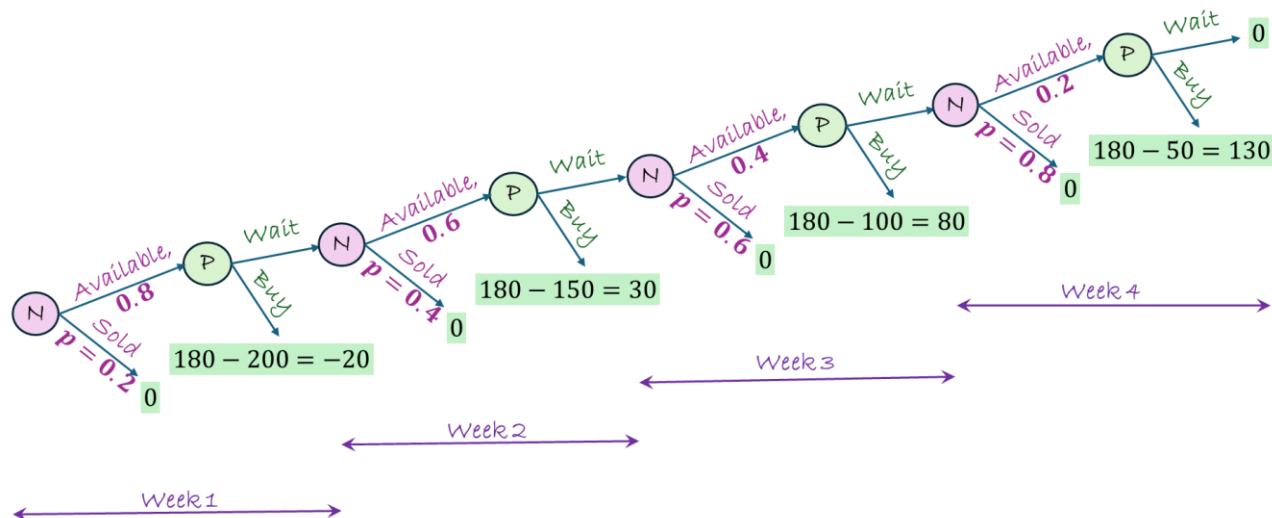 N
Available,
0.8
Sold
p = 0.2
0
P
Wait
Buy
180 − 200 = −20
Week 1
N
Available,
0.6
Sold
p = 0.4
0
P
Wait
Buy
180 − 150 = 30
Week 2
N
Available,
0.4
Sold
p = 0.6
0
P
Wait
Buy
180 − 100 = 80
Week 3
N
Available,
0.2
Sold
p = 0.8
0
P
Wait
0
Buy
180 − 50 = 130
Week 4